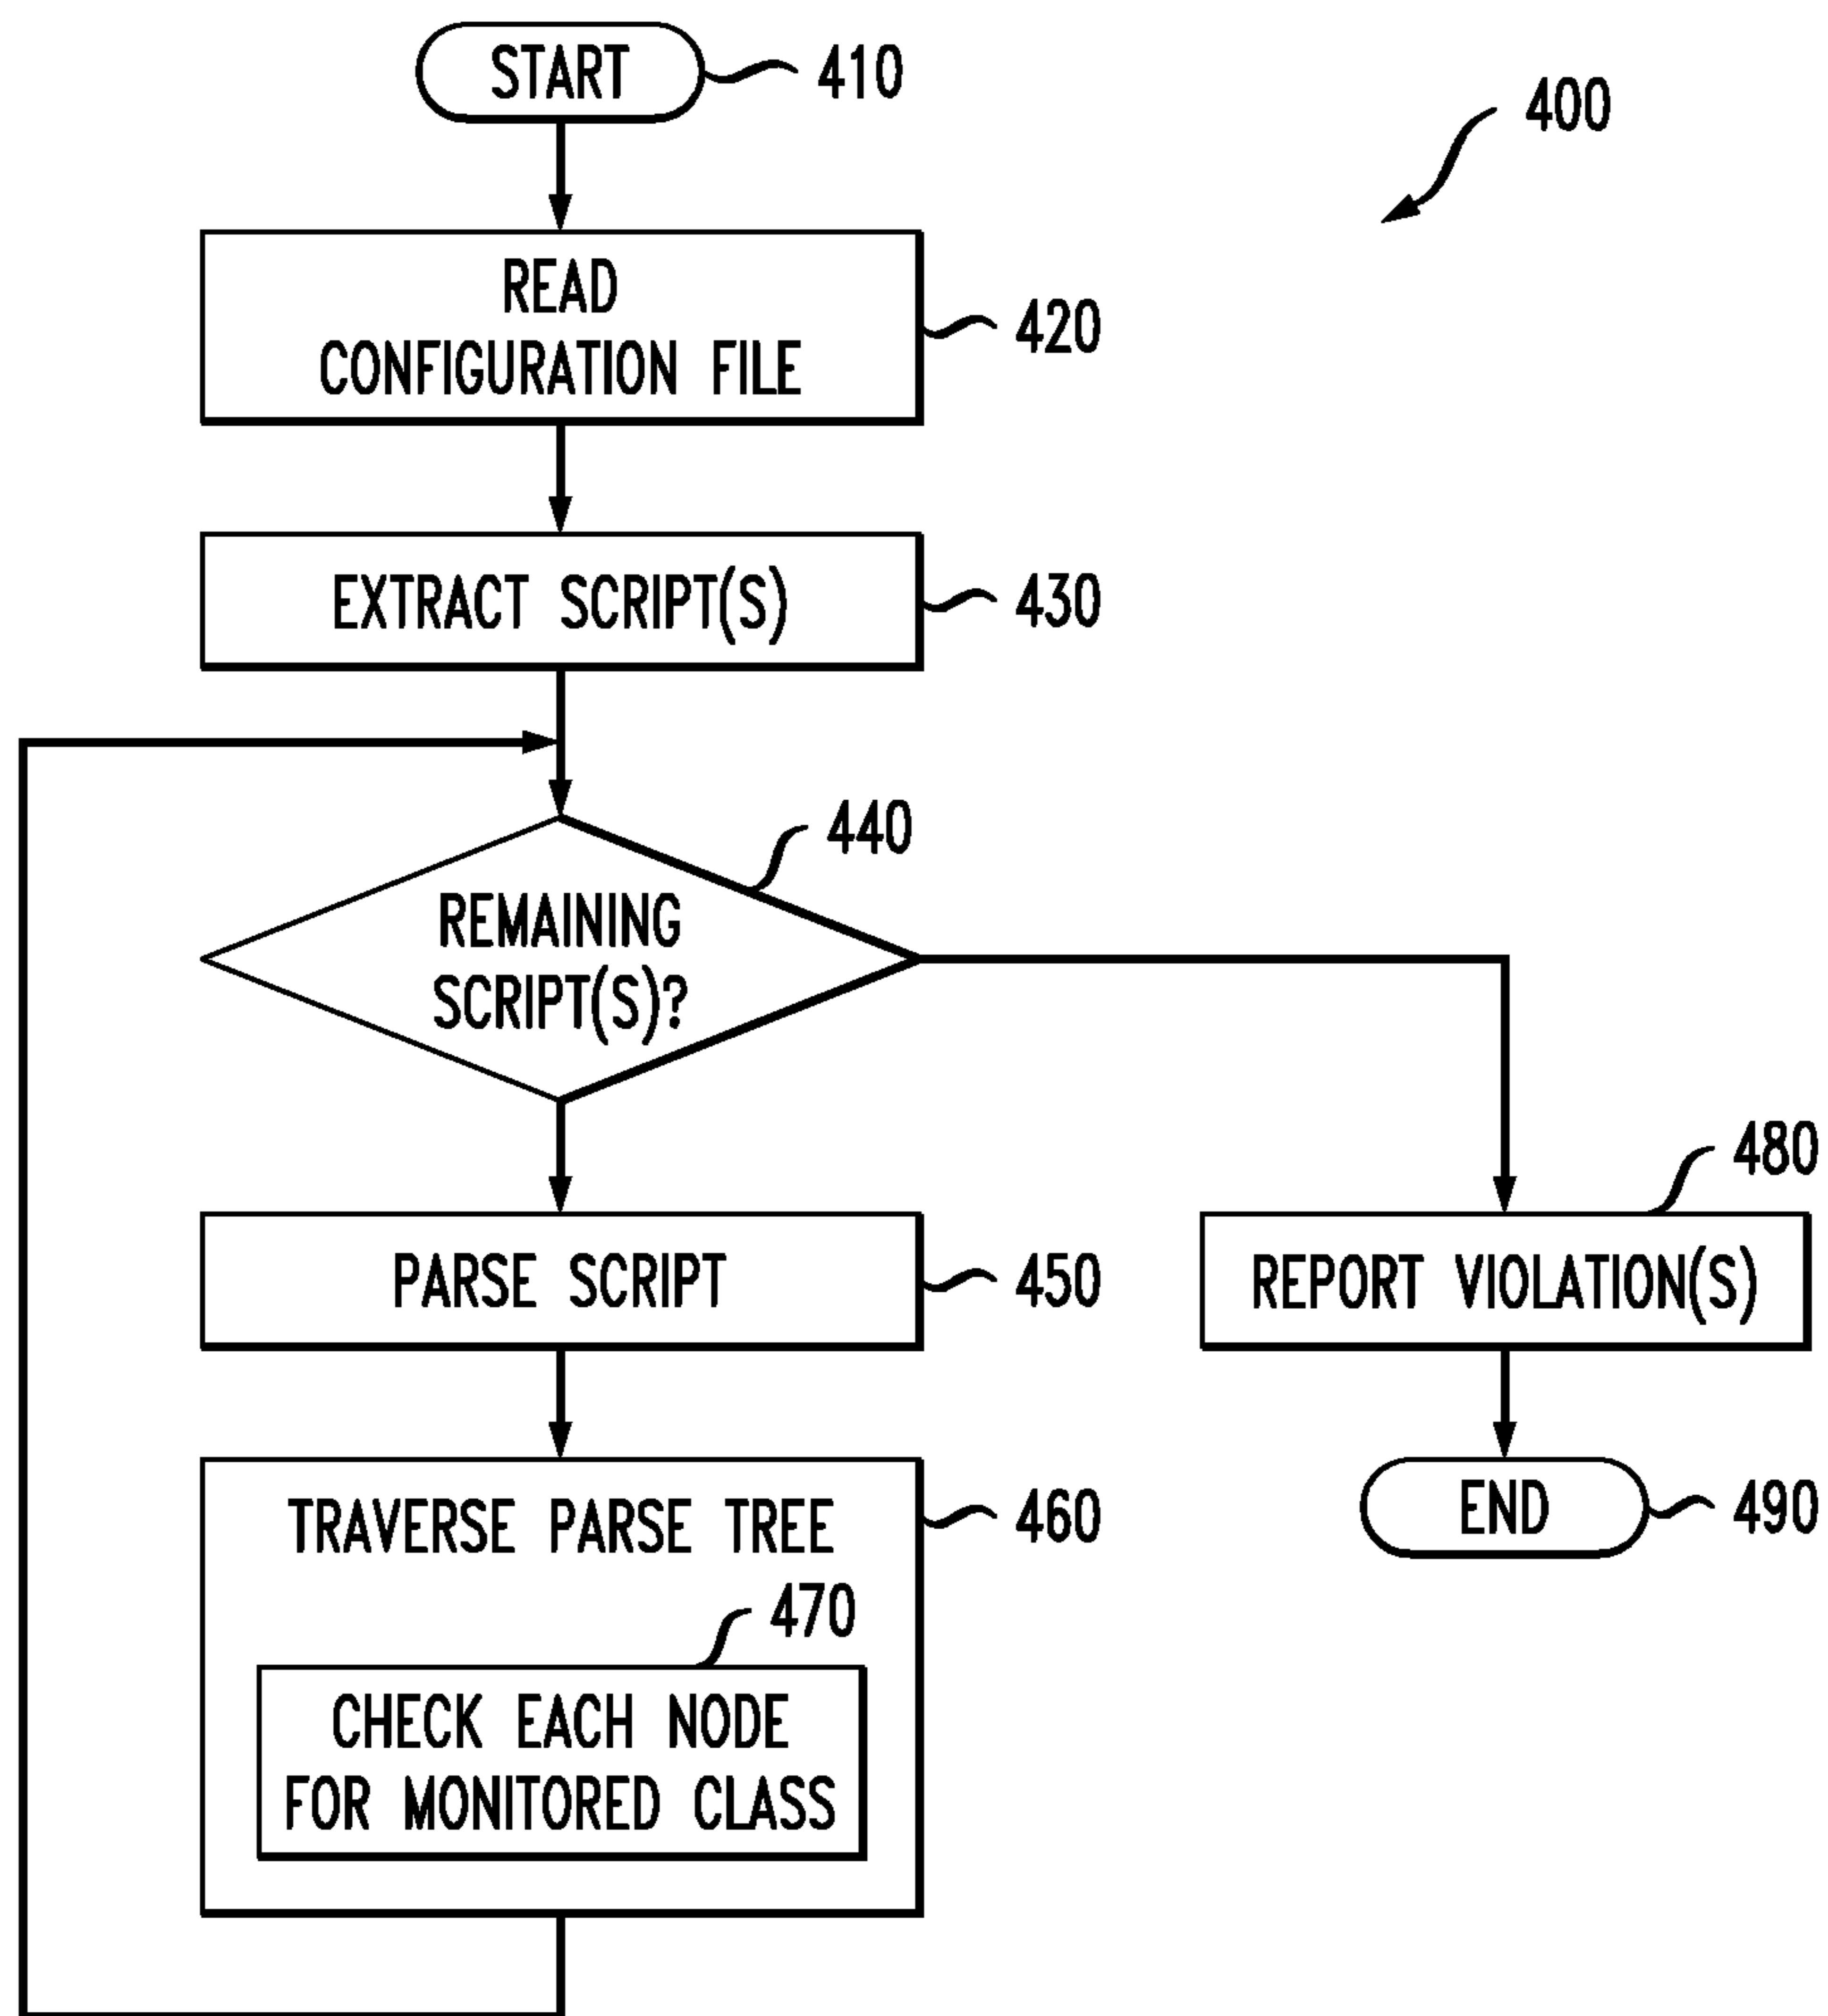 START
410
400
READ
CONFIGURATION FILE
420
EXTRACT SCRIPT(S)
430
440
REMAINING
SCRIPT(S)?
PARSE SCRIPT
450
480
REPORT VIOLATION(S)
TRAVERSE PARSE TREE
460
END
490
470
CHECK EACH NODE
FOR MONITORED CLASS